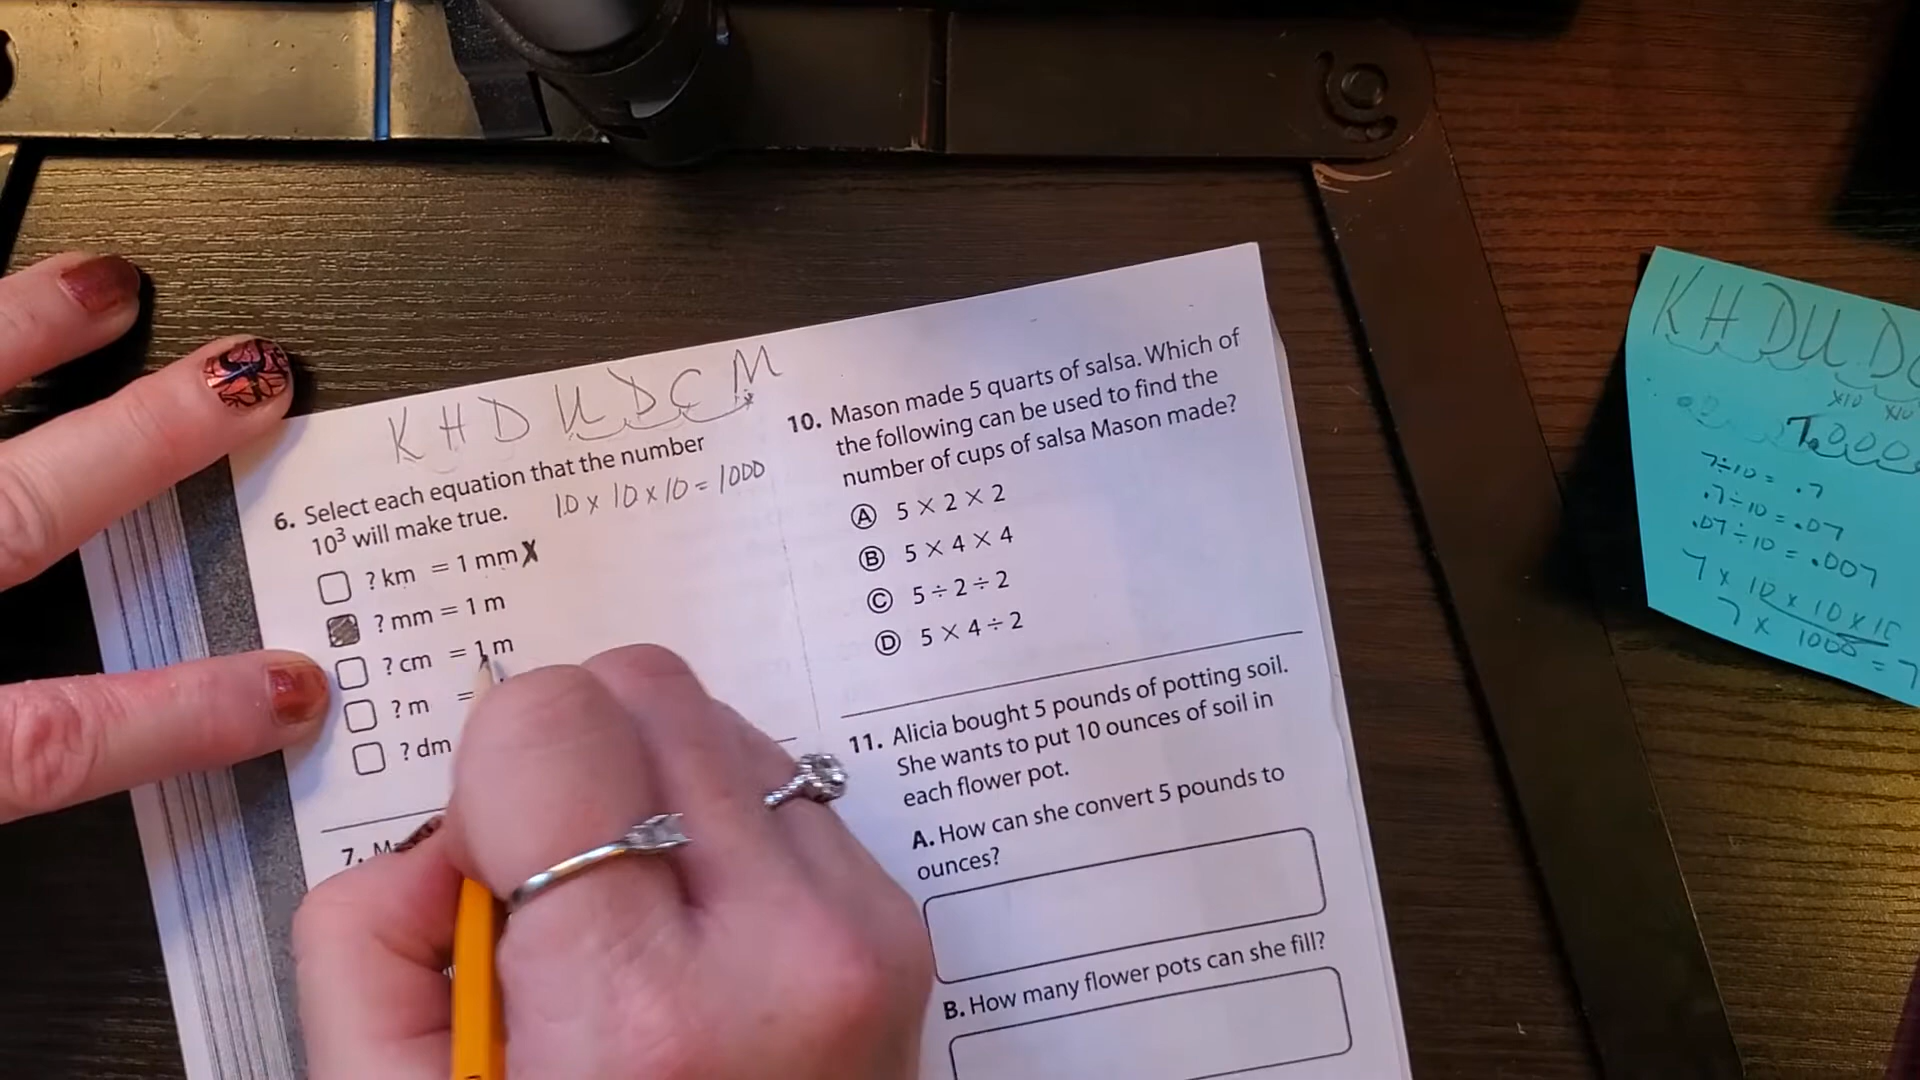 K H D U D C M
6. Select each equation that the number
10³ will make true.
10 x 10 x 10 = 1000
? km = 1 mm X
? mm = 1 m
? cm = 1 m
? m =
? dm
7.
10. Mason made 5 quarts of salsa. Which of
the following can be used to find the
number of cups of salsa Mason made?
A 5 × 2 × 2
B 5 × 4 × 4
C 5 ÷ 2 ÷ 2
D 5 × 4 ÷ 2
11. Alicia bought 5 pounds of potting soil.
She wants to put 10 ounces of soil in
each flower pot.
A. How can she convert 5 pounds to
ounces?
B. How many flower pots can she fill?
K H D U D C
x10 x10
7÷10 = .7
.7÷10 = .07
.07÷10 = .007
7 x 10 x 10 x 10
7 x 1000 = 7